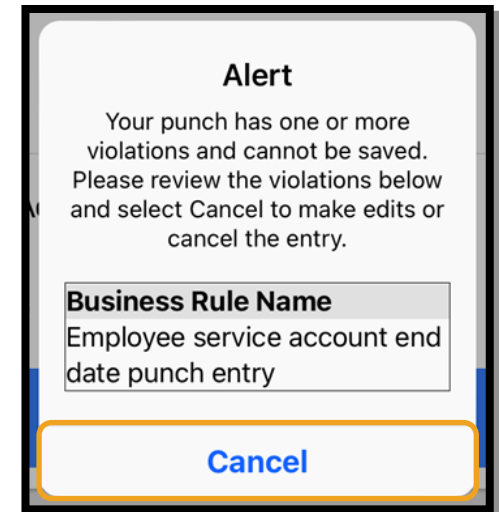 Alert
Your punch has one or more
violations and cannot be saved.
Please review the violations below
and select Cancel to make edits or
cancel the entry.
Business Rule Name
Employee service account end
date punch entry
Cancel